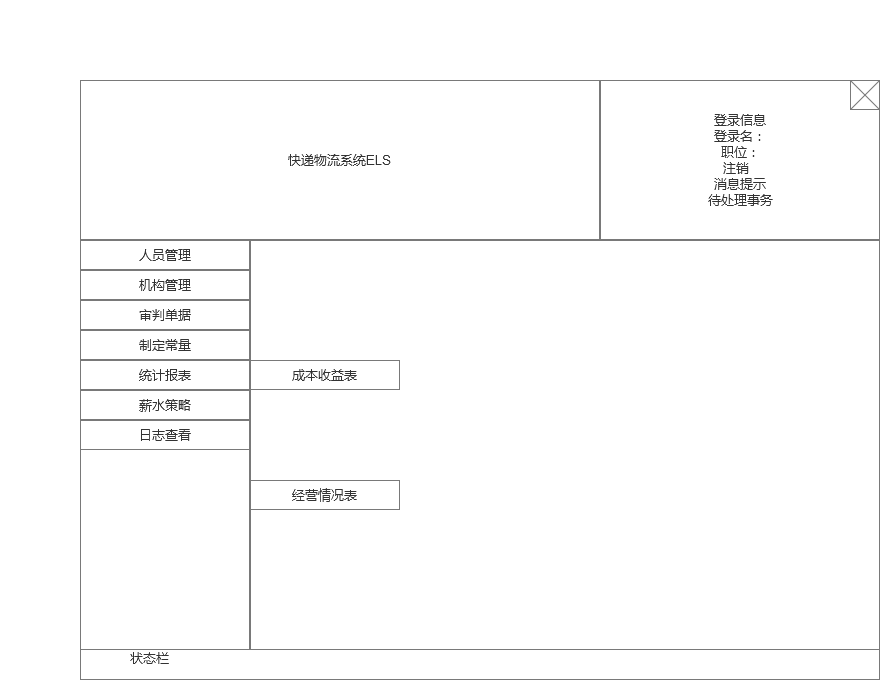 快递物流系统ELS
登录信息
登录名：
职位：
注销
消息提示
待处理事务
人员管理
机构管理
审判单据
制定常量
统计报表
成本收益表
薪水策略
日志查看
经营情况表
状态栏